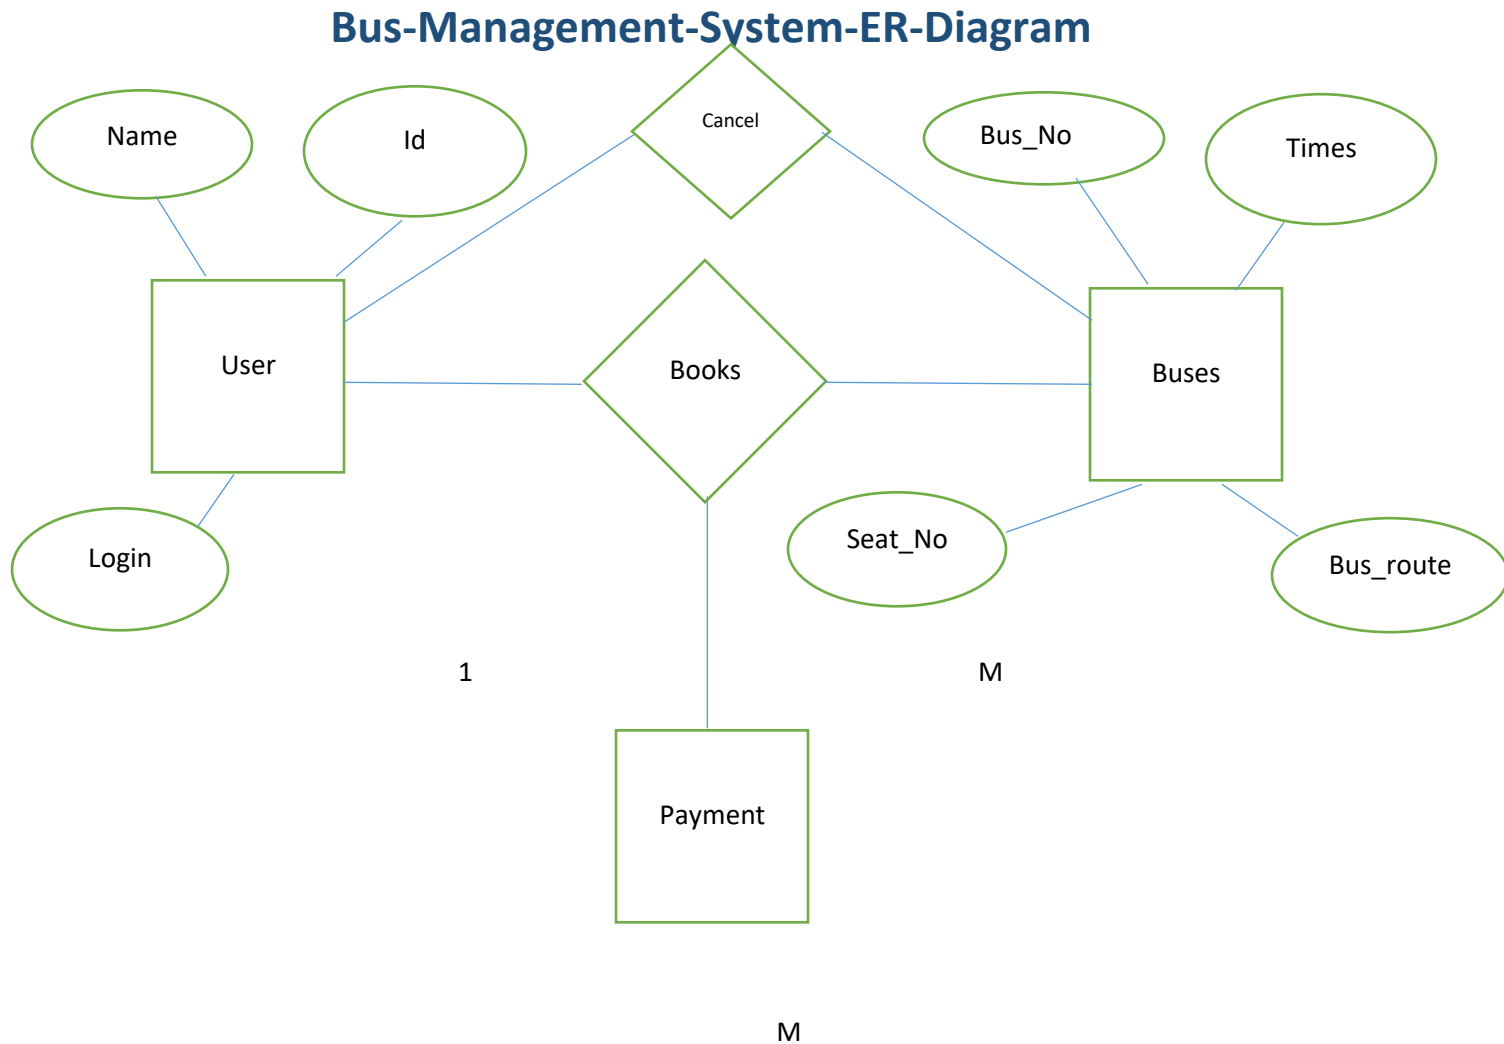 Bus-Management-System-ER-Diagram
Cancel
Name
Id
Bus_No
Times
User
Books
Buses
Login
Seat_No
Bus_route
1
M
Payment
M